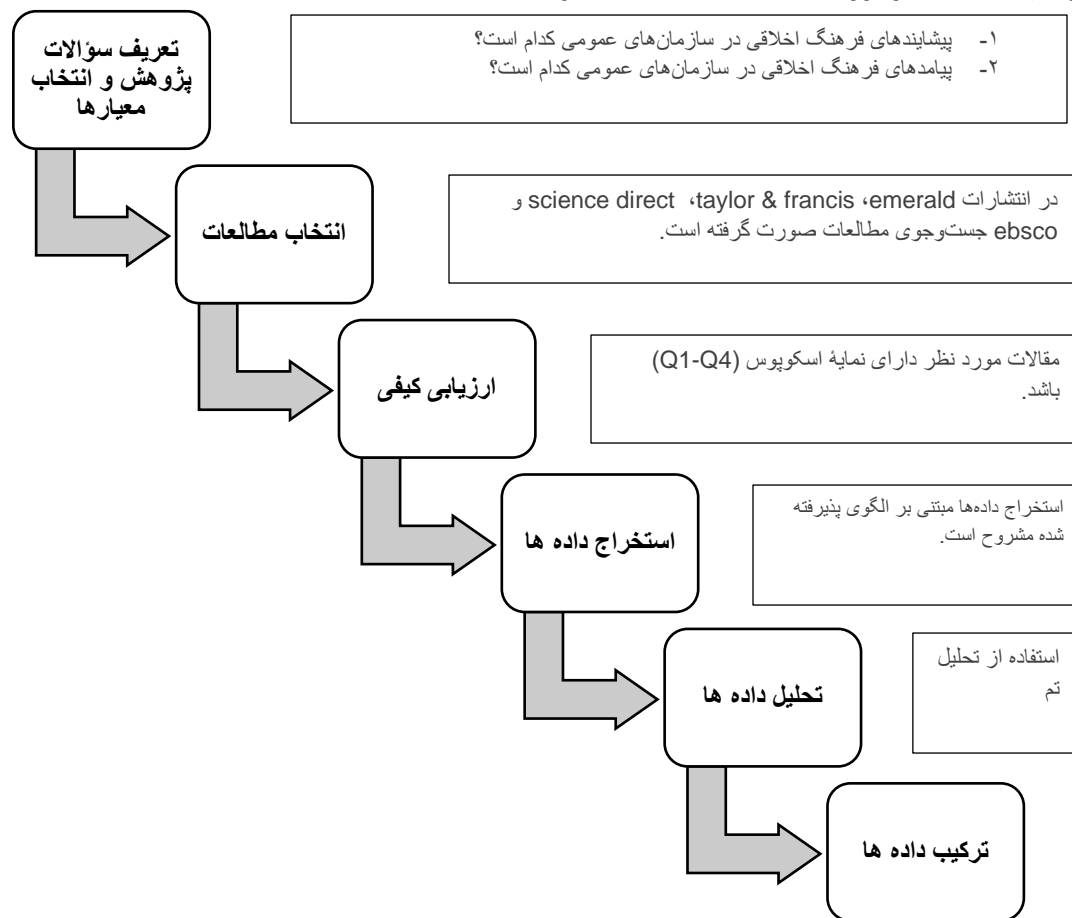 تعریف سؤالات
پژوهش و انتخاب
معیارها
۱- پیشایندهای فرهنگ اخلاقی در سازمان‌های عمومی کدام است؟
۲- پیامدهای فرهنگ اخلاقی در سازمان‌های عمومی کدام است؟
انتخاب مطالعات
در انتشارات emerald، taylor & francis، science direct و
ebsco جست‌وجوی مطالعات صورت گرفته است.
ارزیابی کیفی
مقالات مورد نظر دارای نمایۀ اسکوپوس (Q1-Q4)
باشد.
استخراج داده ها
استخراج داده‌ها مبتنی بر الگوی پذیرفته
شده مشروح است.
تحلیل داده ها
استفاده از تحلیل
تم
ترکیب داده ها